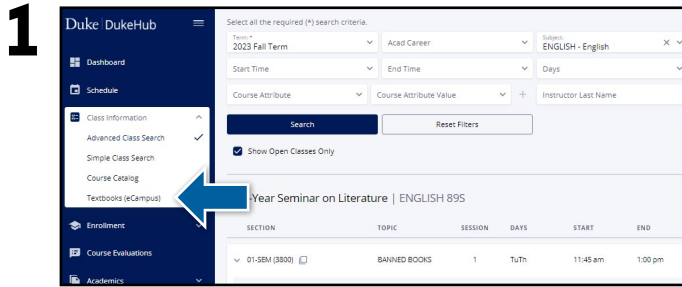 1
Duke DukeHub
Select all the required (*) search criteria.
Term: *
2023 Fall Term
Acad Career
Subject:
ENGLISH - English
Dashboard
Start Time
End Time
Days
Schedule
Course Attribute
Course Attribute Value
Instructor Last Name
Class Information
Advanced Class Search
Search
Reset Filters
Simple Class Search
Show Open Classes Only
Course Catalog
Textbooks (eCampus)
-Year Seminar on Literature | ENGLISH 89S
Enrollment
SECTION TOPIC SESSION DAYS START END
Course Evaluations
01-SEM (3800) BANNED BOOKS 1 TuTh 11:45 am 1:00 pm
Academics